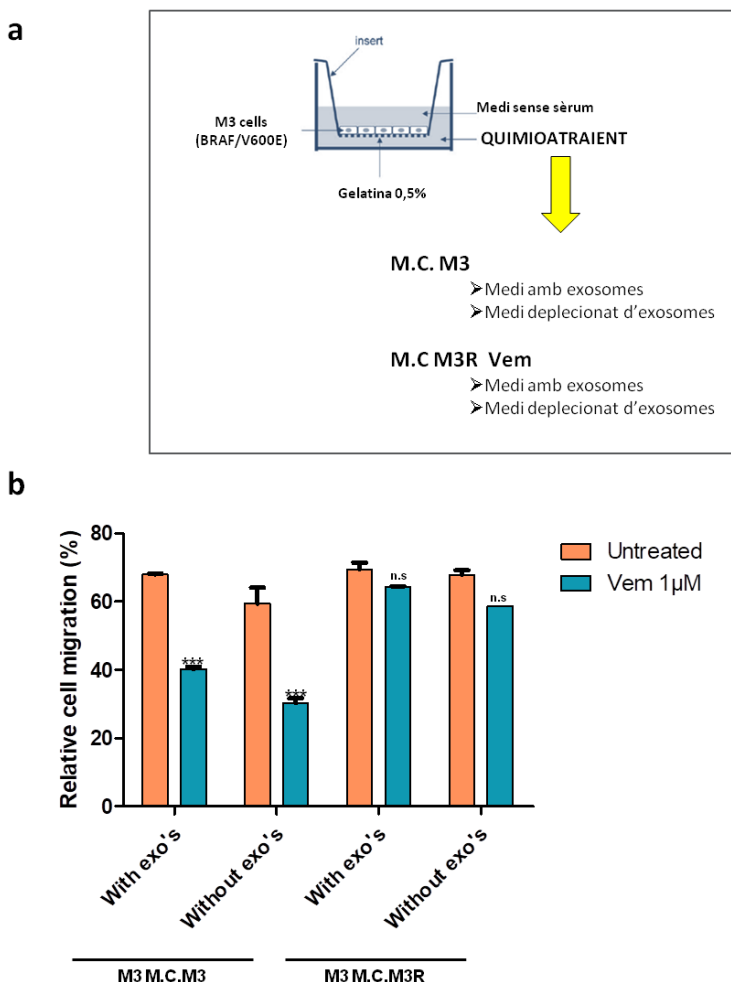 a
insert
Medi sense sèrum
M3 cells
(BRAF/V600E)
QUIMIOATRAIENT
Gelatina 0,5%
M.C. M3
➢Medi amb exosomes
➢Medi deplecionat d'exosomes
M.C M3R Vem
➢Medi amb exosomes
➢Medi deplecionat d'exosomes
b
Relative cell migration (%)
80
60
40
20
0
***
***
n.s
n.s
Untreated
Vem 1µM
With exo's
Without exo's
With exo's
Without exo's
M3 M.C.M3
M3 M.C.M3R